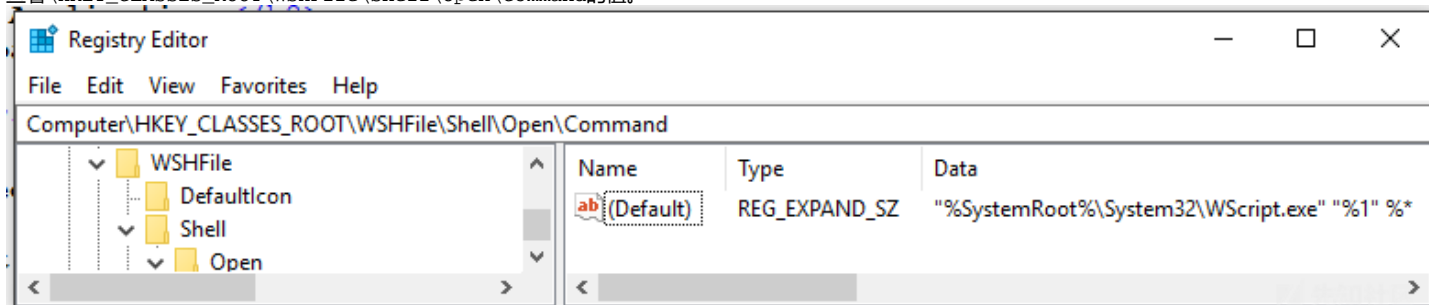 Registry Editor
File Edit View Favorites Help
Computer\HKEY_CLASSES_ROOT\WSHFile\Shell\Open\Command
WSHFile
DefaultIcon
Shell
Open
Name Type Data
(Default) REG_EXPAND_SZ "%SystemRoot%\System32\WScript.exe" "%1" %*